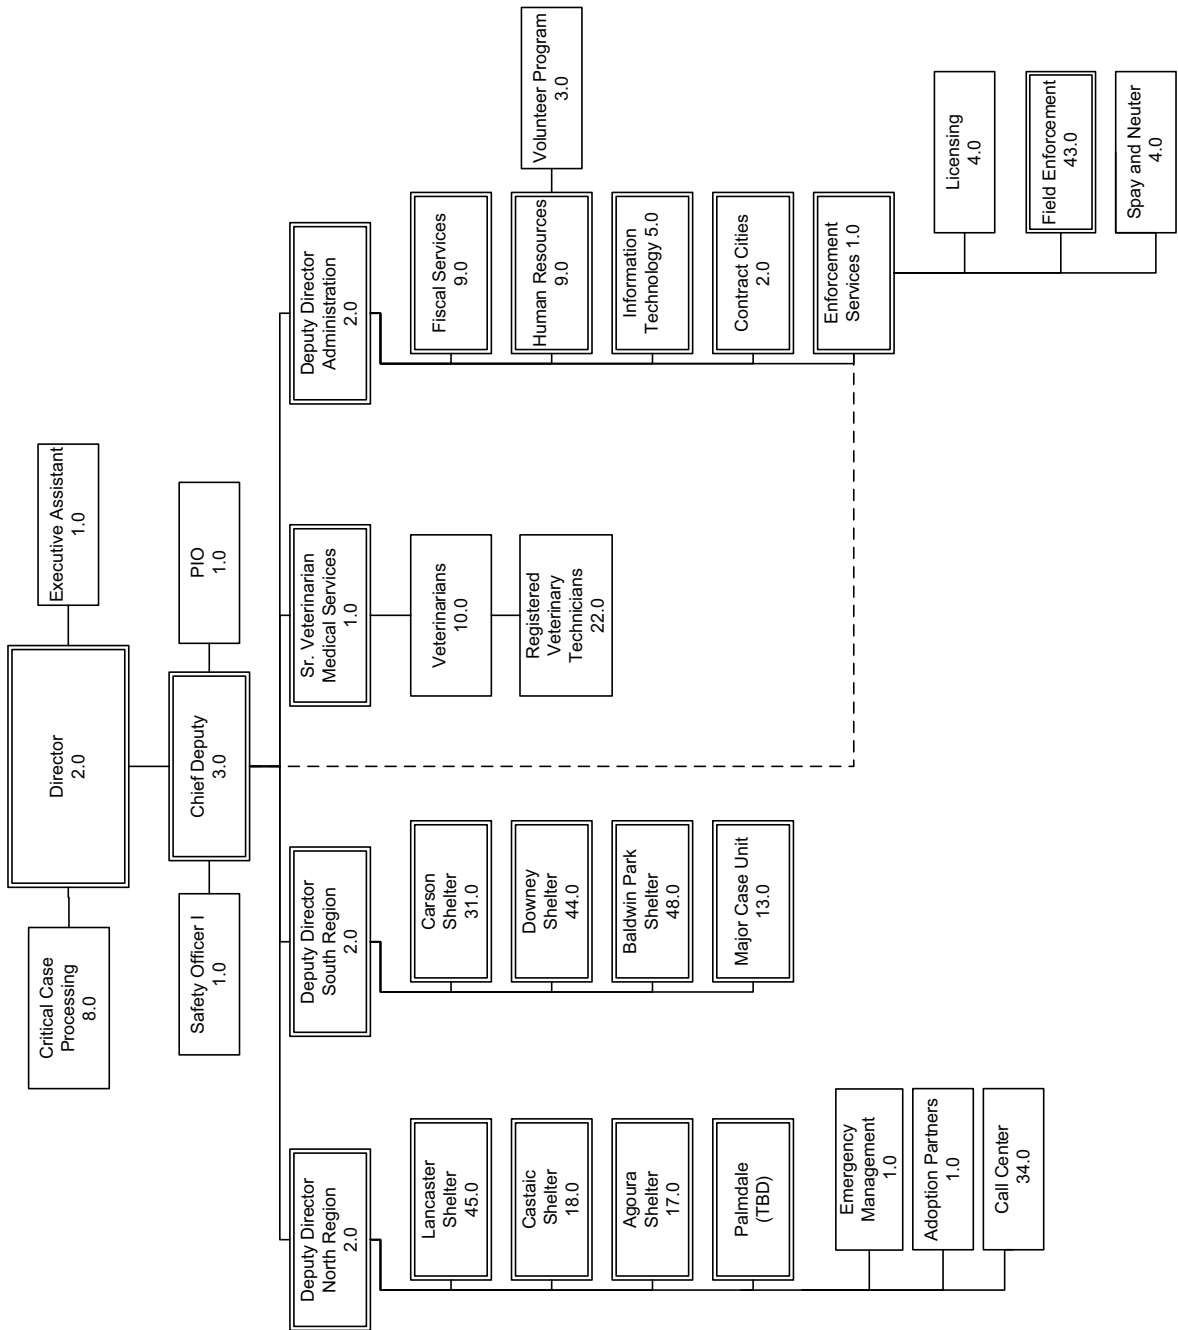 Director
2.0
Executive Assistant
1.0
Critical Case
Processing
8.0
Chief Deputy
3.0
PIO
1.0
Safety Officer I
1.0
Deputy Director
North Region
2.0
Lancaster
Shelter
45.0
Castaic
Shelter
18.0
Agoura
Shelter
17.0
Palmdale
(TBD)
Emergency
Management
1.0
Adoption Partners
1.0
Call Center
34.0
Deputy Director
South Region
2.0
Carson
Shelter
31.0
Downey
Shelter
44.0
Baldwin Park
Shelter
48.0
Major Case Unit
13.0
Sr. Veterinarian
Medical Services
1.0
Veterinarians
10.0
Registered
Veterinary
Technicians
22.0
Deputy Director
Administration
2.0
Fiscal Services
9.0
Human Resources
9.0
Volunteer Program
3.0
Information
Technology 5.0
Contract Cities
2.0
Enforcement
Services 1.0
Licensing
4.0
Field Enforcement
43.0
Spay and Neuter
4.0